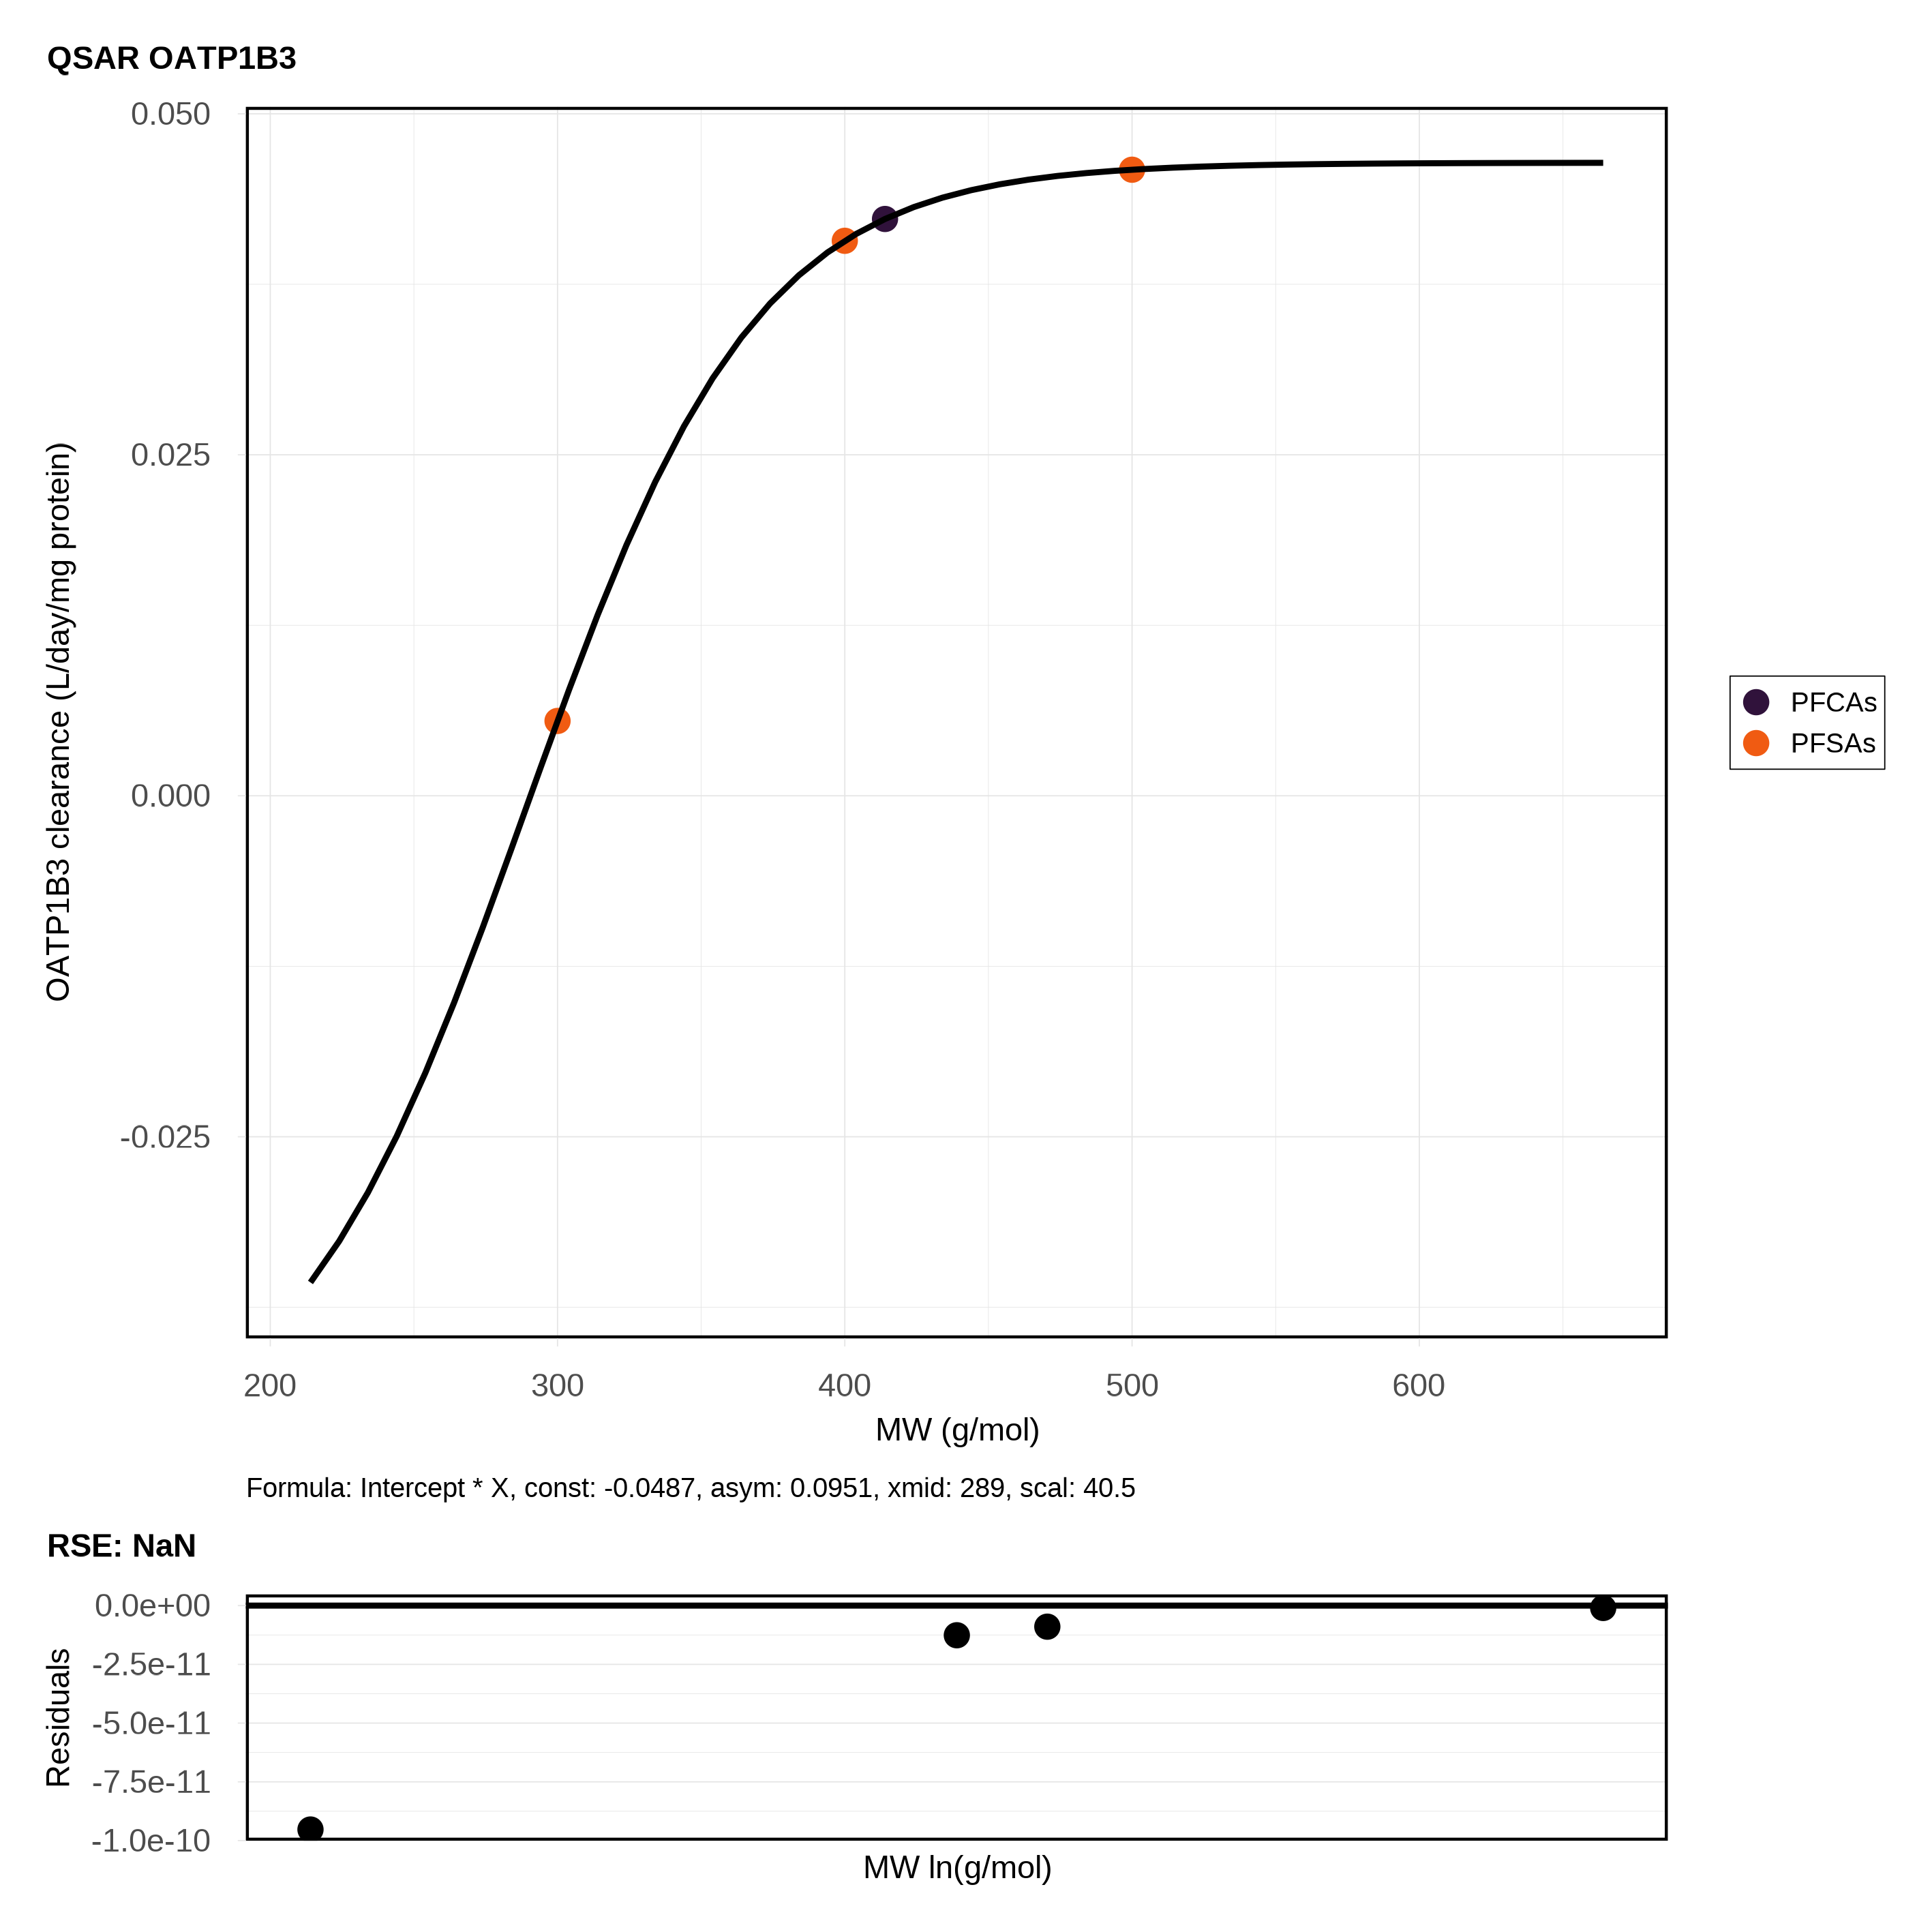 QSAR OATP1B3
0.050
0.025
0.000
-0.025
OATP1B3 clearance (L/day/mg protein)
200 300 400 500 600
MW (g/mol)
PFCAs
PFSAs
Formula: Intercept * X, const: -0.0487, asym: 0.0951, xmid: 289, scal: 40.5
RSE: NaN
0.0e+00
-2.5e-11
-5.0e-11
-7.5e-11
-1.0e-10
Residuals
MW ln(g/mol)